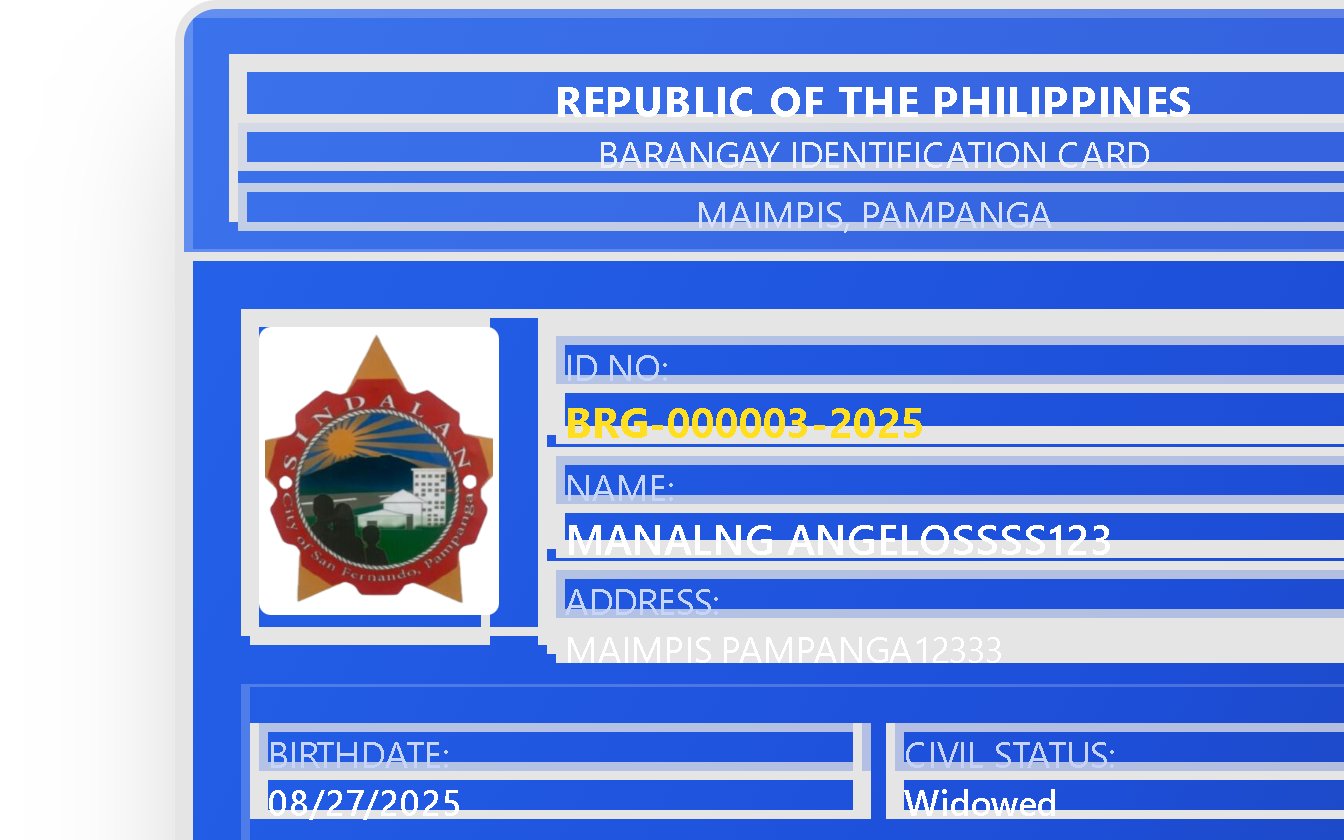 REPUBLIC OF THE PHILIPPINES
BARANGAY IDENTIFICATION CARD
MAIMPIS, PAMPANGA
SINDALAN
City of San Fernando, Pampanga
ID NO:
BRG-000003-2025
NAME:
MANALNG ANGELOSSSS123
ADDRESS:
MAIMPIS PAMPANGA12333
BIRTHDATE:
08/27/2025
CIVIL STATUS:
Widowed